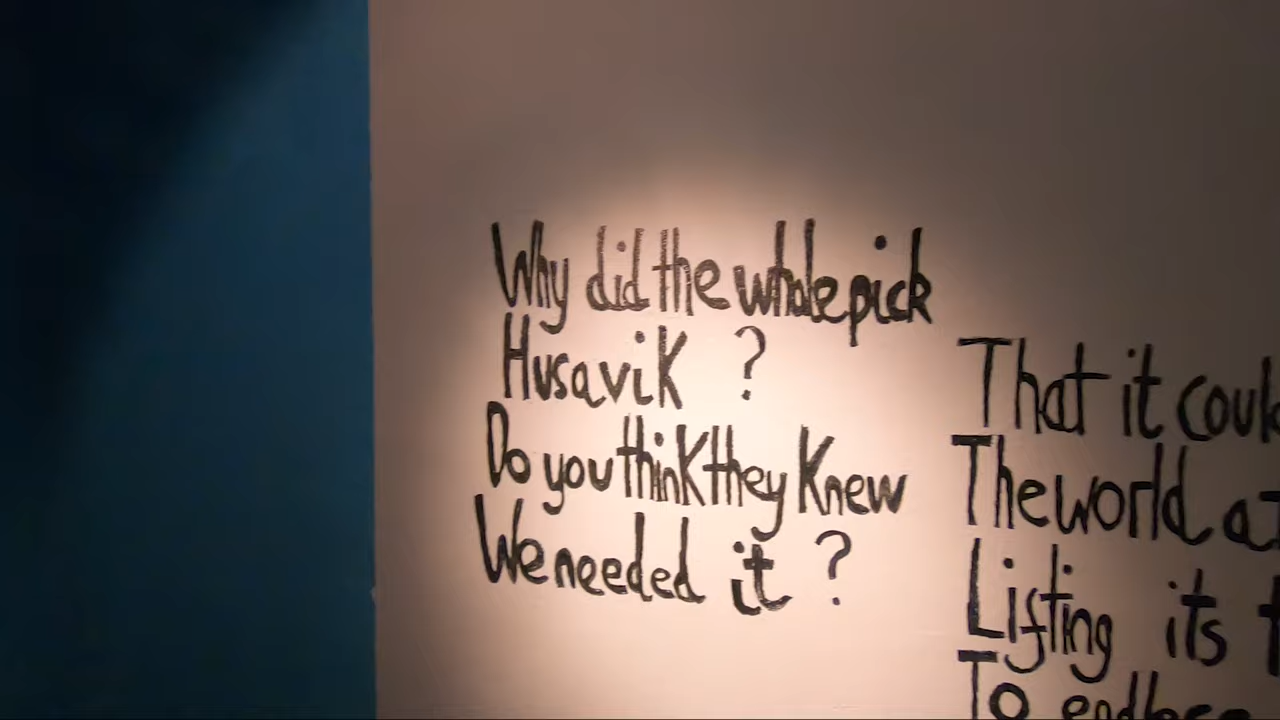 Why did the whale pick
Husavik ?
Do you think they Knew
We needed it ?
That it
The world
Lifting its
To